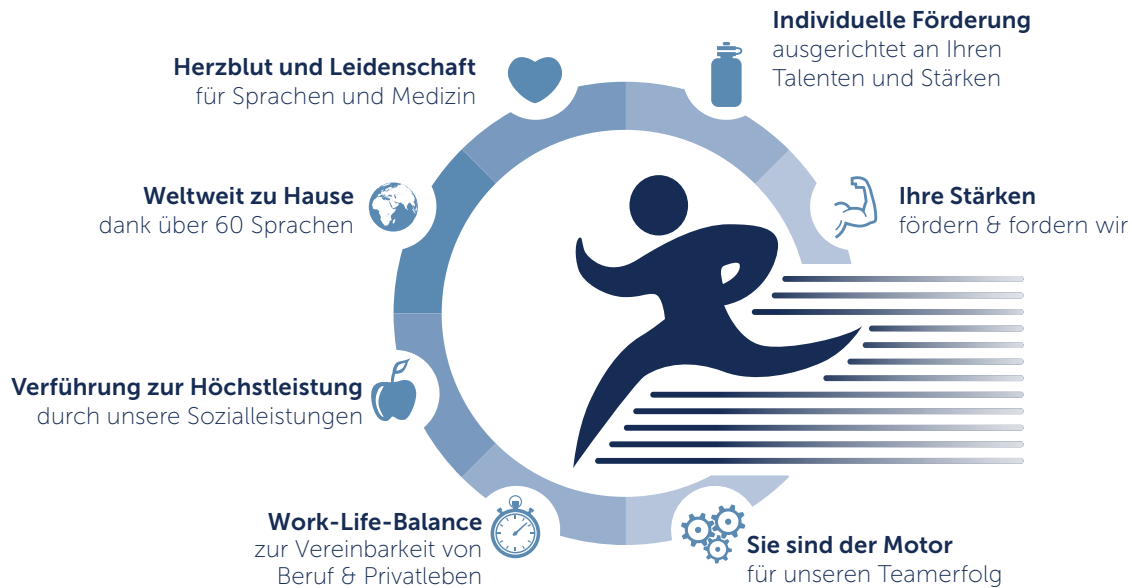 Individuelle Förderung
ausgerichtet an Ihren
Talenten und Stärken
Herzblut und Leidenschaft
für Sprachen und Medizin
Weltweit zu Hause
dank über 60 Sprachen
Ihre Stärken
fördern & fordern wir
Verführung zur Höchstleistung
durch unsere Sozialleistungen
Work-Life-Balance
zur Vereinbarkeit von
Beruf & Privatleben
Sie sind der Motor
für unseren Teamerfolg